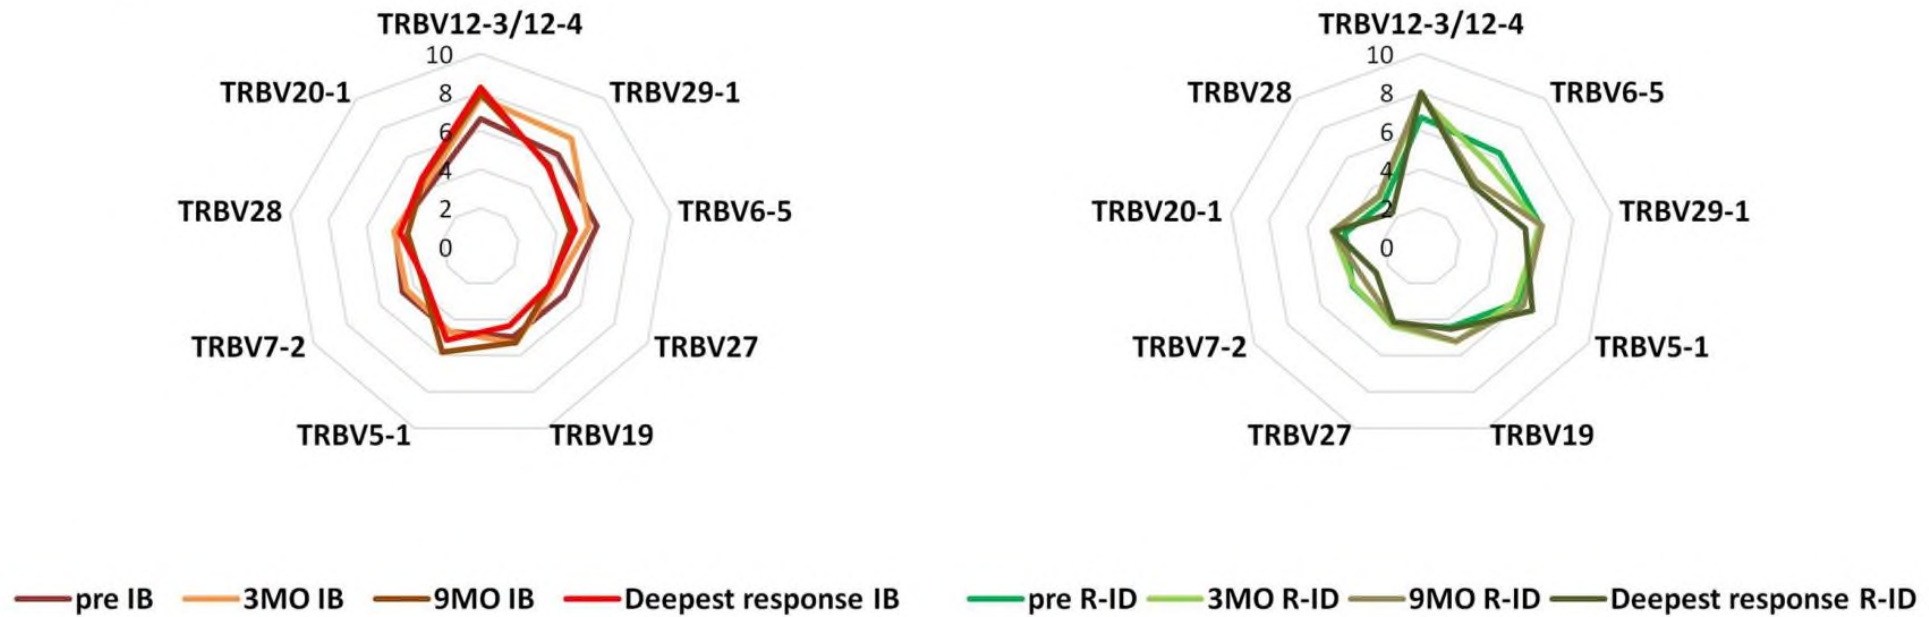 TRBV12-3/12-4
TRBV29-1
TRBV6-5
TRBV27
TRBV19
TRBV5-1
TRBV7-2
TRBV28
TRBV20-1
10
8
6
4
2
0
TRBV12-3/12-4
TRBV6-5
TRBV29-1
TRBV5-1
TRBV19
TRBV27
TRBV7-2
TRBV20-1
TRBV28
10
8
6
4
2
0
pre IB 3MO IB 9MO IB Deepest response IB
pre R-ID 3MO R-ID 9MO R-ID Deepest response R-ID